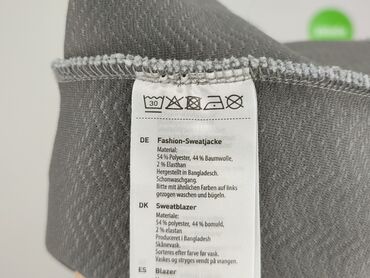 30
DE Fashion-Sweatjacke
Material:
54 % Polyester, 44 % Baumwolle,
2 % Elasthan
Hergestellt in Bangladesch.
Schonwaschgang.
Bitte mit ähnlichen Farben auf links
gezogen waschen und bügeln.
DK Sweatblazer
Materiale:
54 % polyester, 44 % bomuld,
2 % elastan
Produceret i Bangladesh
Skånevask.
Sorteres efter farve før vask.
Vaskes og stryges vendt på vrangen.
ES Blazer